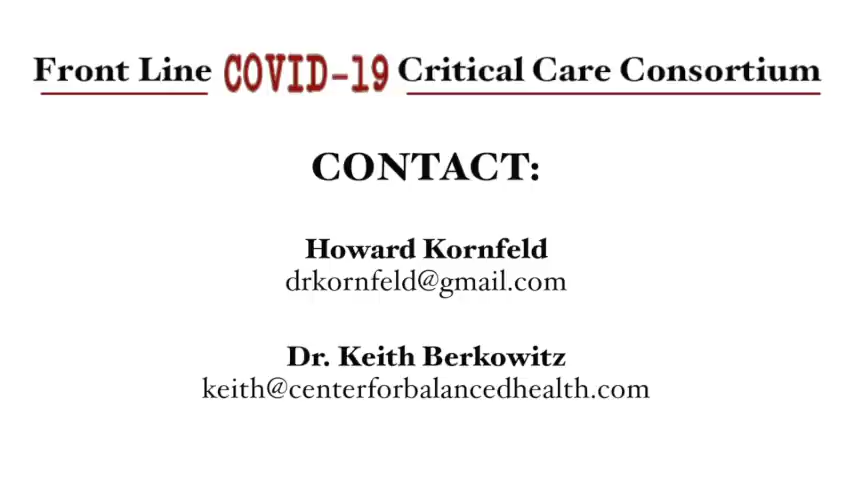 Front Line COVID-19 Critical Care Consortium
CONTACT:
Howard Kornfeld
drkornfeld@gmail.com
Dr. Keith Berkowitz
keith@centerforbalancedhealth.com